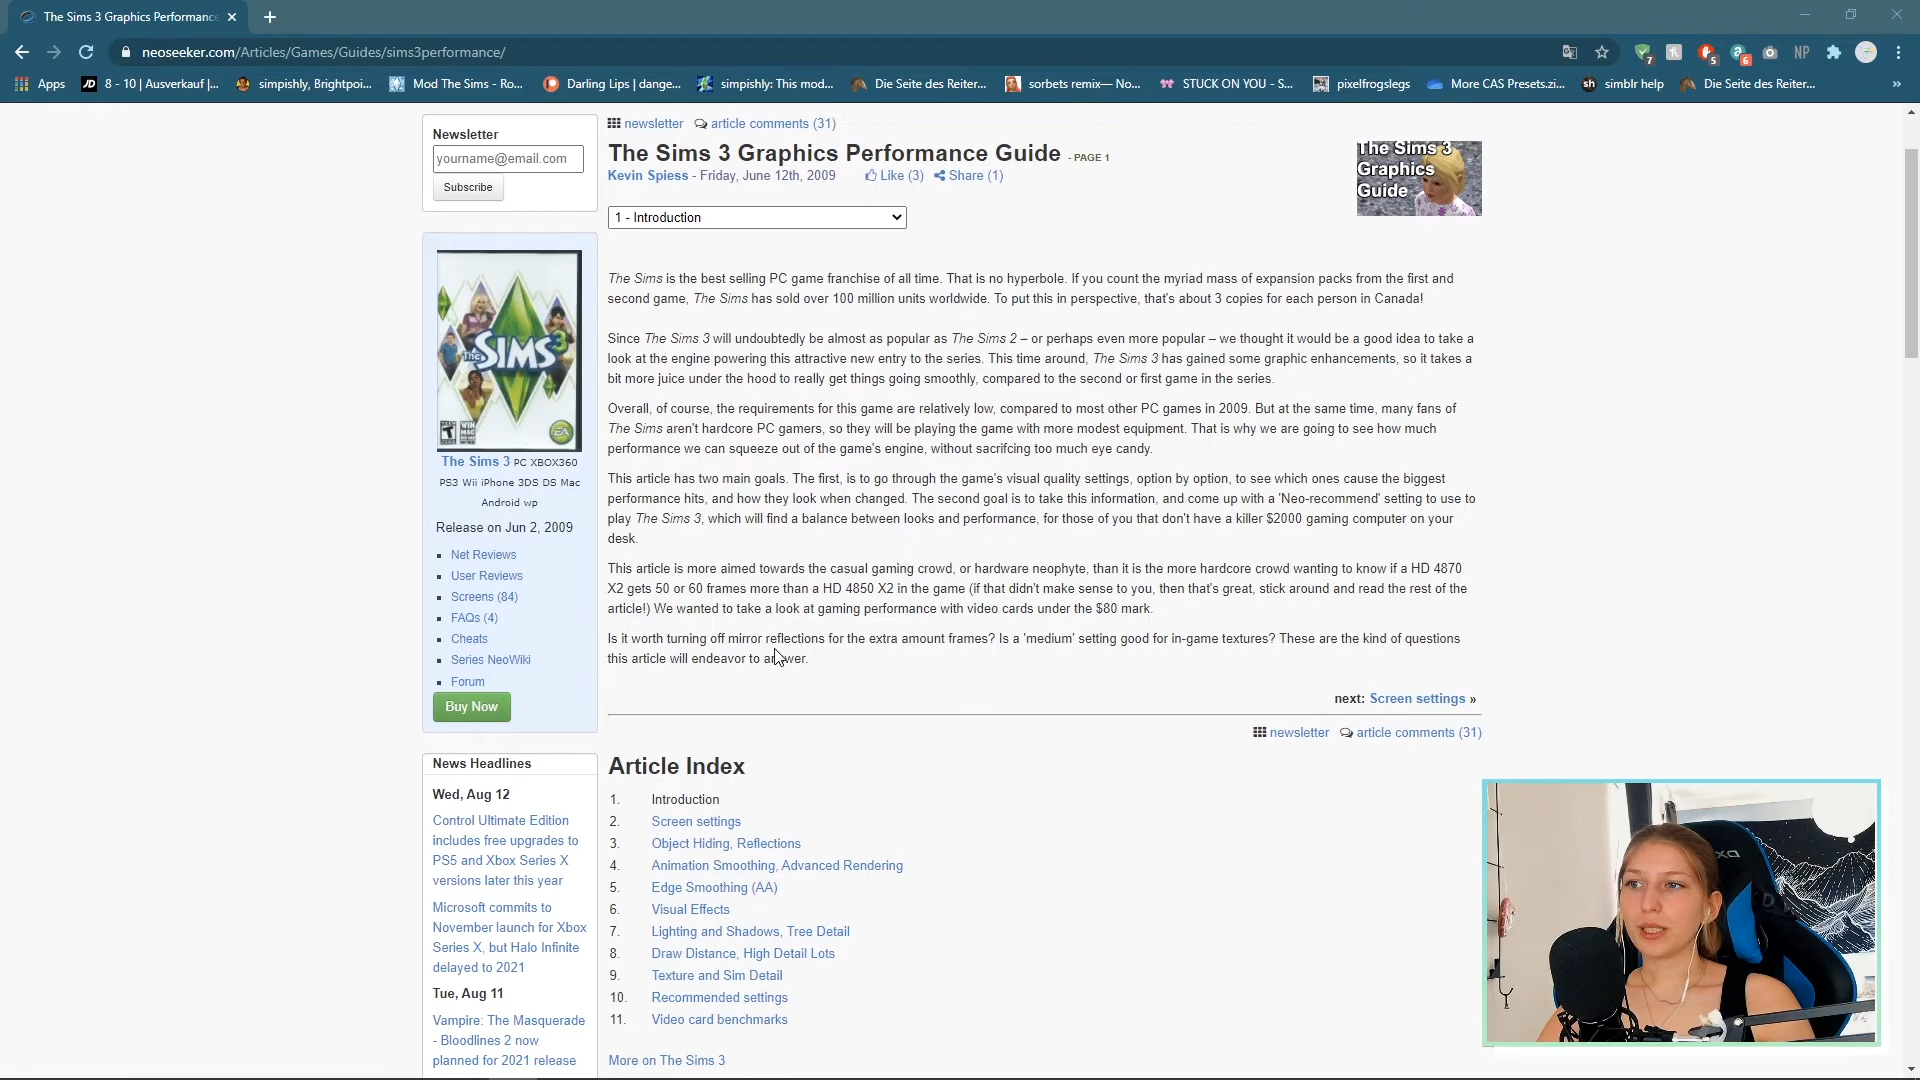 The Sims 3 Graphics Performance
neoseeker.com/Articles/Games/Guides/sims3performance/
Apps
8 - 10 | Ausverkauf |...
simpishly, Brightpoi...
Mod The Sims - Ro...
Darling Lips | dange...
simpishly: This mod...
Die Seite des Reiter...
sorbets remix— No...
STUCK ON YOU - S...
pixelfrogslegs
More CAS Presets.zi...
sh simblr help
Die Seite des Reiter...
newsletter article comments (31)
The Sims 3 Graphics Performance Guide - PAGE 1
Kevin Spiess - Friday, June 12th, 2009 Like (3) Share (1)
1 - Introduction
The Sims 3
Graphics
Guide
The Sims is the best selling PC game franchise of all time. That is no hyperbole. If you count the myriad mass of expansion packs from the first and
second game, The Sims has sold over 100 million units worldwide. To put this in perspective, that's about 3 copies for each person in Canada!
Since The Sims 3 will undoubtedly be almost as popular as The Sims 2 – or perhaps even more popular – we thought it would be a good idea to take a
look at the engine powering this attractive new entry to the series. This time around, The Sims 3 has gained some graphic enhancements, so it takes a
bit more juice under the hood to really get things going smoothly, compared to the second or first game in the series.
Overall, of course, the requirements for this game are relatively low, compared to most other PC games in 2009. But at the same time, many fans of
The Sims aren't hardcore PC gamers, so they will be playing the game with more modest equipment. That is why we are going to see how much
performance we can squeeze out of the game's engine, without sacrifcing too much eye candy.
This article has two main goals. The first, is to go through the game's visual quality settings, option by option, to see which ones cause the biggest
performance hits, and how they look when changed. The second goal is to take this information, and come up with a 'Neo-recommend' setting to use to
play The Sims 3, which will find a balance between looks and performance, for those of you that don't have a killer $2000 gaming computer on your
desk.
This article is more aimed towards the casual gaming crowd, or hardware neophyte, than it is the more hardcore crowd wanting to know if a HD 4870
X2 gets 50 or 60 frames more than a HD 4850 X2 in the game (if that didn't make sense to you, then that's great, stick around and read the rest of the
article!) We wanted to take a look at gaming performance with video cards under the $80 mark.
Is it worth turning off mirror reflections for the extra amount frames? Is a 'medium' setting good for in-game textures? These are the kind of questions
this article will endeavor to answer.
next: Screen settings »
newsletter article comments (31)
Article Index
1. Introduction
2. Screen settings
3. Object Hiding, Reflections
4. Animation Smoothing, Advanced Rendering
5. Edge Smoothing (AA)
6. Visual Effects
7. Lighting and Shadows, Tree Detail
8. Draw Distance, High Detail Lots
9. Texture and Sim Detail
10. Recommended settings
11. Video card benchmarks
More on The Sims 3
Newsletter
yourname@email.com
Subscribe
The SIMS 3
T
EA
The Sims 3 PC XBOX360
PS3 Wii iPhone 3DS DS Mac
Android wp
Release on Jun 2, 2009
Net Reviews
User Reviews
Screens (84)
FAQs (4)
Cheats
Series NeoWiki
Forum
Buy Now
News Headlines
Wed, Aug 12
Control Ultimate Edition
includes free upgrades to
PS5 and Xbox Series X
versions later this year
Microsoft commits to
November launch for Xbox
Series X, but Halo Infinite
delayed to 2021
Tue, Aug 11
Vampire: The Masquerade
- Bloodlines 2 now
planned for 2021 release